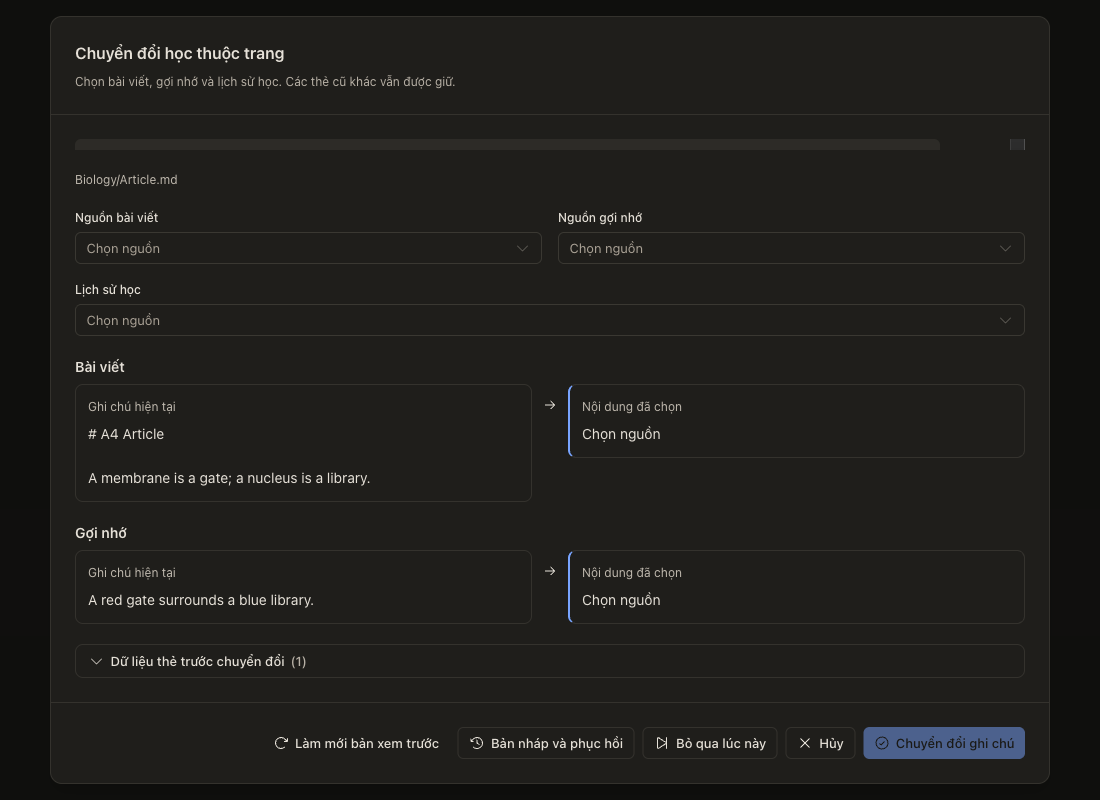 Chuyển đổi học thuộc trang
Chọn bài viết, gợi nhớ và lịch sử học. Các thẻ cũ khác vẫn được giữ.
Biology/Article.md
Nguồn bài viết
Nguồn gợi nhớ
Chọn nguồn
Chọn nguồn
Lịch sử học
Chọn nguồn
Bài viết
Ghi chú hiện tại
# A4 Article
A membrane is a gate; a nucleus is a library.
→
Nội dung đã chọn
Chọn nguồn
Gợi nhớ
Ghi chú hiện tại
A red gate surrounds a blue library.
→
Nội dung đã chọn
Chọn nguồn
Dữ liệu thẻ trước chuyển đổi (1)
Làm mới bản xem trước
Bản nháp và phục hồi
Bỏ qua lúc này
Hủy
Chuyển đổi ghi chú